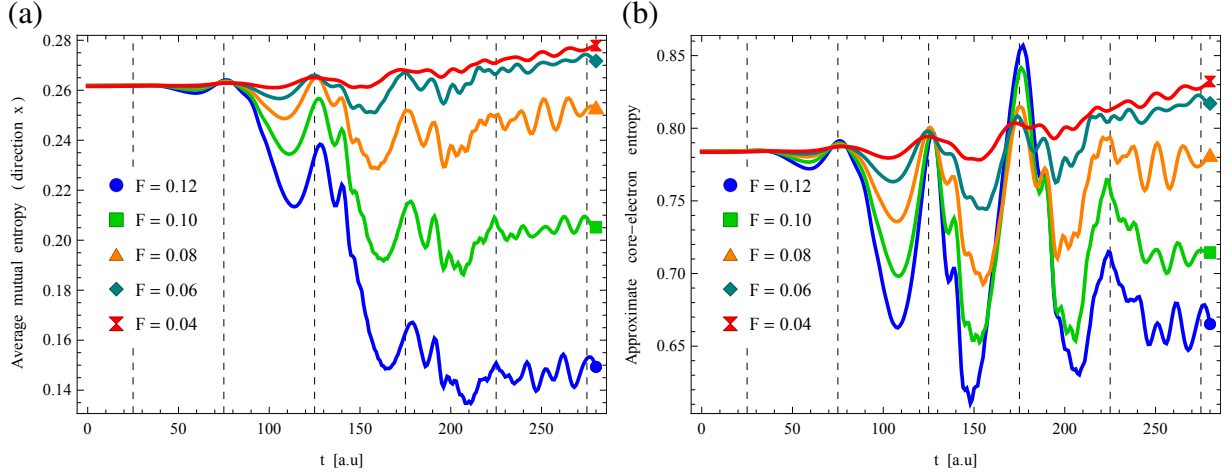 (a)
Average mutual entropy ( direction x )
0.28
0.26
0.24
0.22
0.20
0.18
0.16
0.14
F = 0.12
F = 0.10
F = 0.08
F = 0.06
F = 0.04
0 50 100 150 200 250
t [a.u]
(b)
Approximate core-electron entropy
0.85
0.80
0.75
0.70
0.65
F = 0.12
F = 0.10
F = 0.08
F = 0.06
F = 0.04
0 50 100 150 200 250
t [a.u]